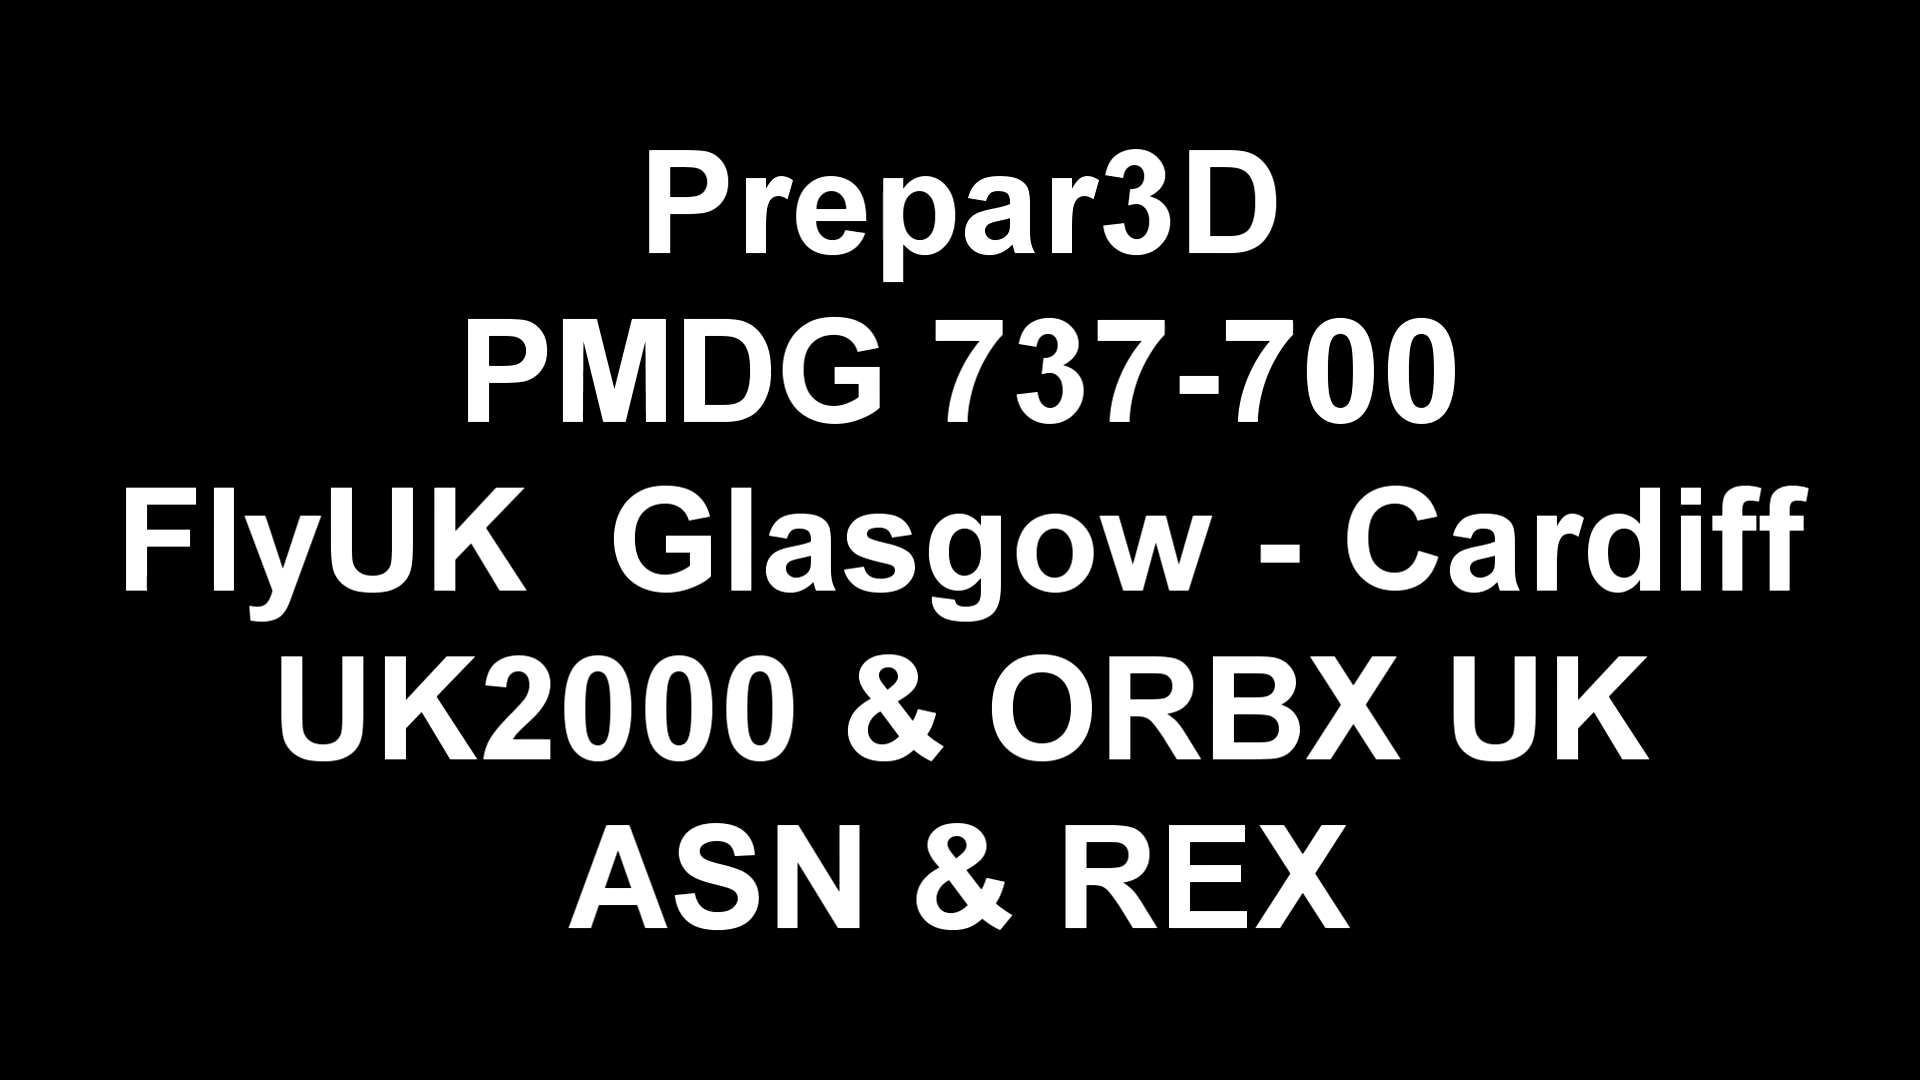 Prepar3D
PMDG 737-700
FlyUK  Glasgow - Cardiff
UK2000 & ORBX UK
ASN & REX